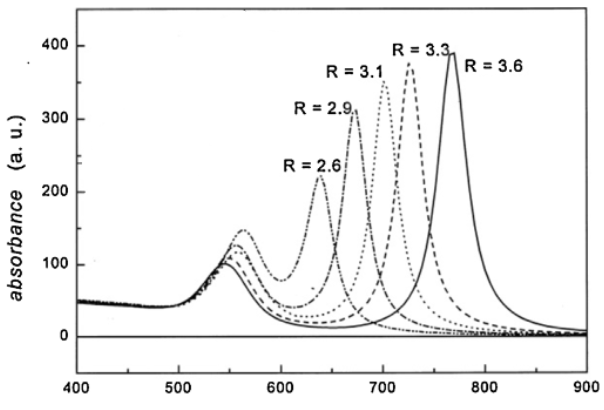 400
R = 3.3
R = 3.6
R = 3.1
300
R = 2.9
absorbance (a. u.)
200
R = 2.6
100
0
400 500 600 700 800 900